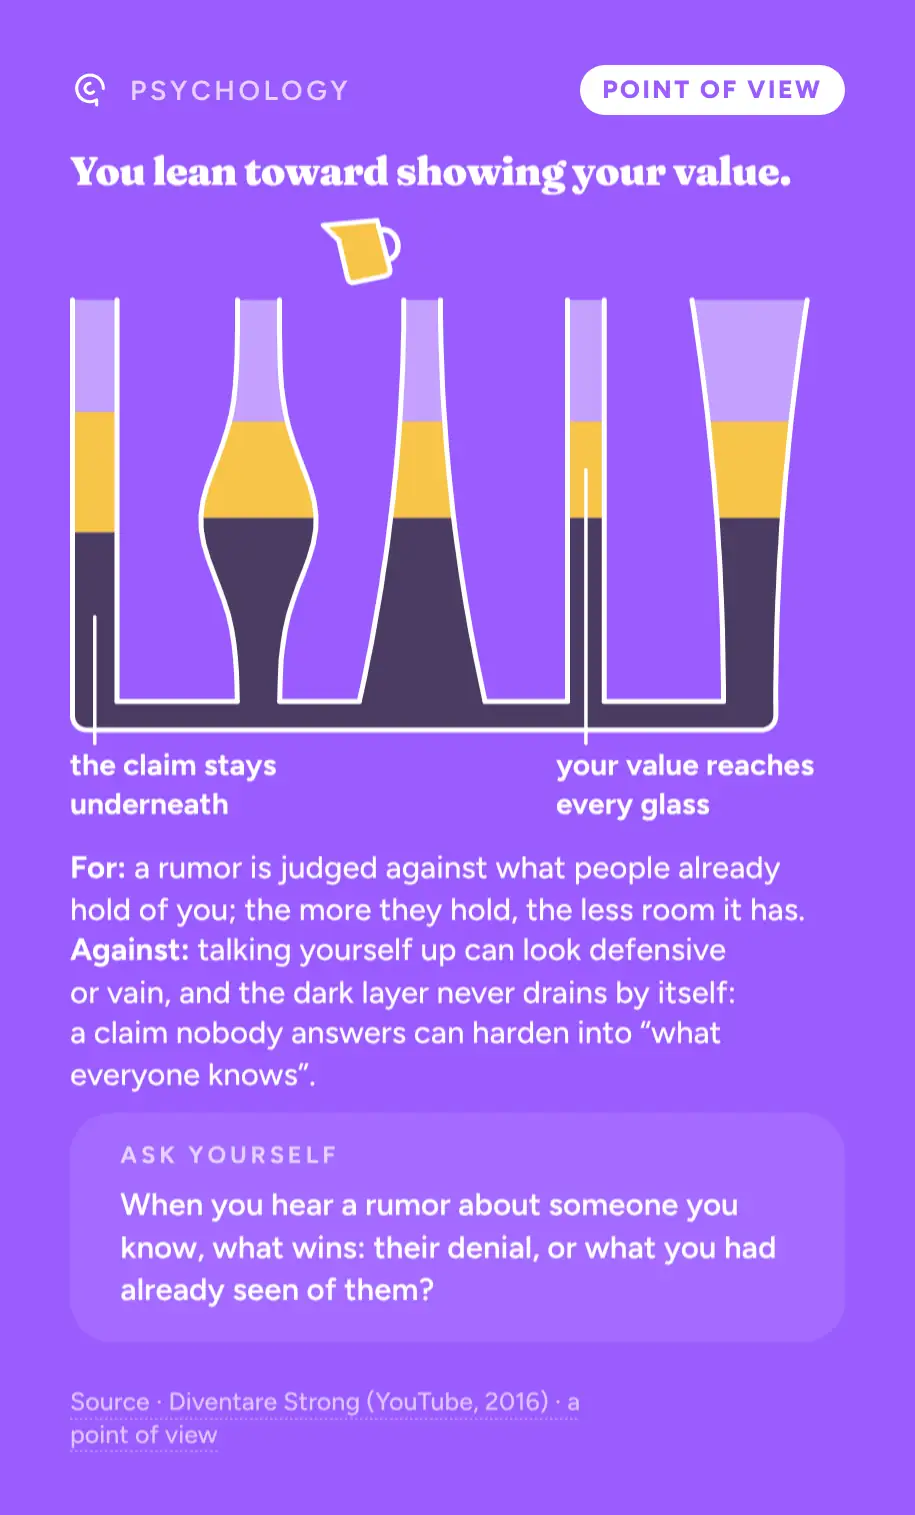 PSYCHOLOGY
POINT OF VIEW
You lean toward showing your value.
the claim stays
underneath
your value reaches
every glass
For: a rumor is judged against what people already
hold of you; the more they hold, the less room it has.
Against: talking yourself up can look defensive
or vain, and the dark layer never drains by itself:
a claim nobody answers can harden into “what
everyone knows”.
ASK YOURSELF
When you hear a rumor about someone you
know, what wins: their denial, or what you had
already seen of them?
Source · Diventare Strong (YouTube, 2016) · a
point of view